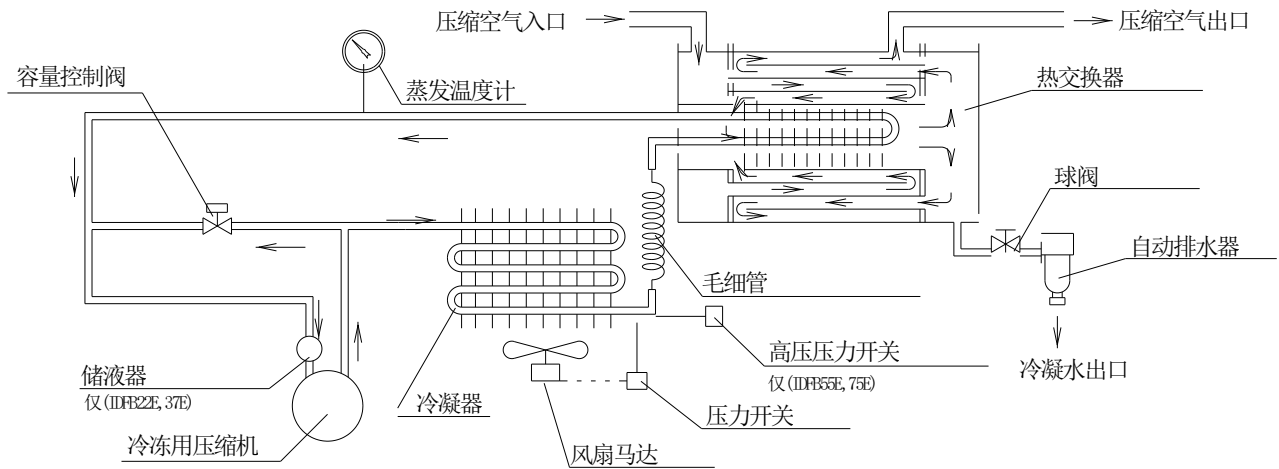 压缩空气入口
压缩空气出口
容量控制阀
蒸发温度计
热交换器
球阀
自动排水器
毛细管
高压压力开关
仅(IDFB55E,75E)
冷凝水出口
储液器
仅(IDFB22E,37E)
冷凝器
压力开关
冷冻用压缩机
风扇马达